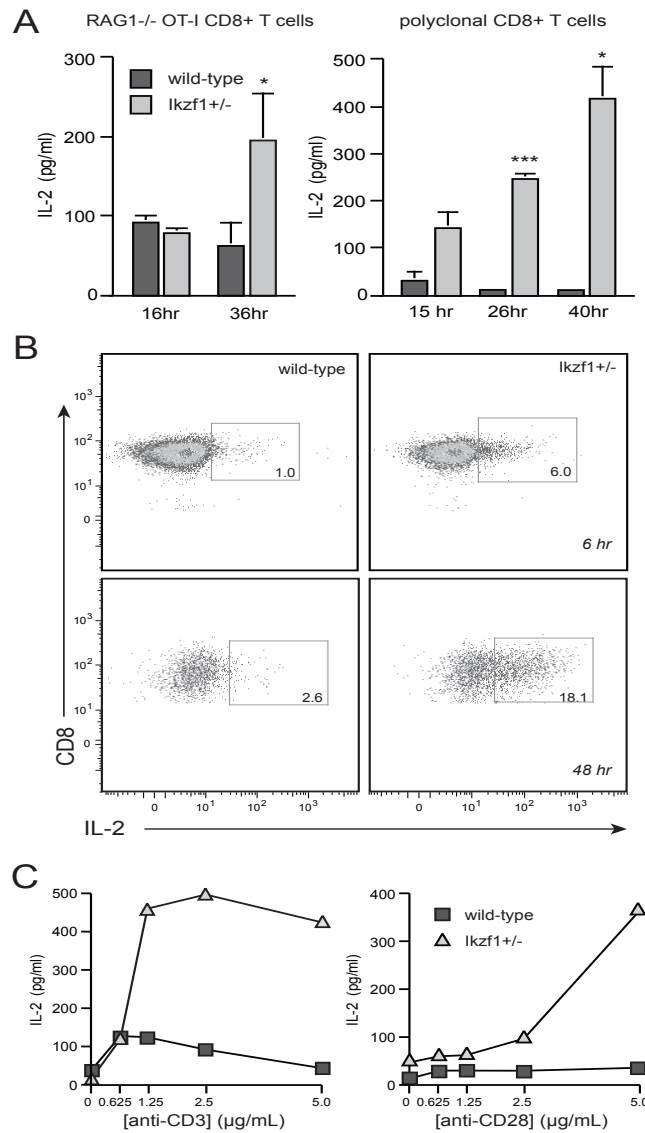 A
RAG1-/- OT-I CD8+ T cells
polyclonal CD8+ T cells
300
200
100
0
IL-2 (pg/ml)
wild-type
Ikzf1+/-
*
16hr
36hr
500
400
300
200
100
0
IL-2 (pg/ml)
***
*
15 hr
26hr
40hr
B
wild-type
Ikzf1+/-
10³
10²
10¹
0
1.0
6.0
6 hr
10³
10²
10¹
0
2.6
18.1
48 hr
0 10¹ 10² 10³
0 10¹ 10² 10³
CD8
IL-2
C
500
400
300
200
100
0
IL-2 (pg/ml)
0 0.625 1.25 2.5 5.0
[anti-CD3] (µg/mL)
400
300
200
100
0
IL-2 (pg/ml)
wild-type
Ikzf1+/-
0 0.625 1.25 2.5 5.0
[anti-CD28] (µg/mL)